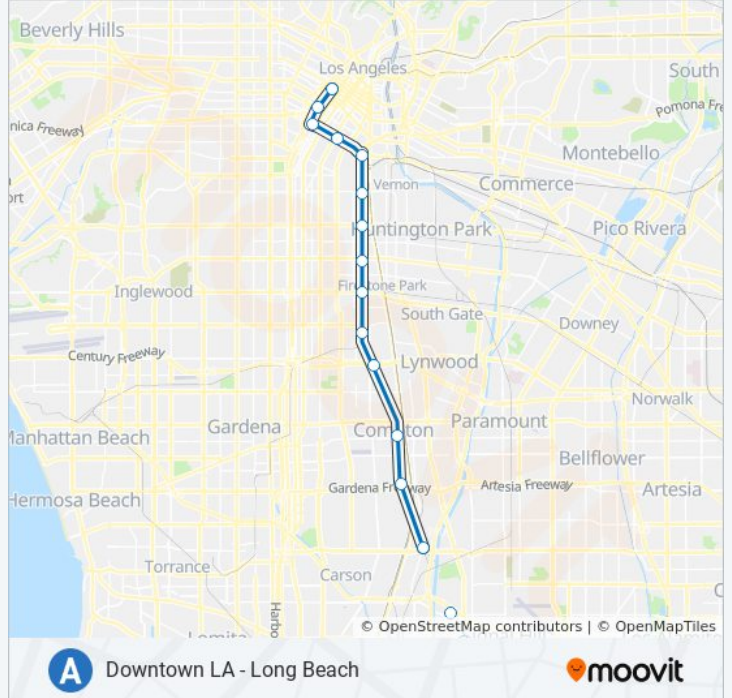 Beverly Hills
Los Angeles
South
Pomona Fre
nica Freeway
Montebello
Vernon
Commerce
ort
Huntington Park
Pico Rivera
Firestone Park
Inglewood
South Gate
Downey
Century Freeway
Lynwood
Norwalk
Gardena
Compton
Paramount
Manhattan Beach
Bellflower
Gardena Freeway
Artesia Freeway
Artesia
Hermosa Beach
Torrance
Carson
C
Harbo
© OpenStreetMap contributors | © OpenMapTiles
A Downtown LA - Long Beach
moovit